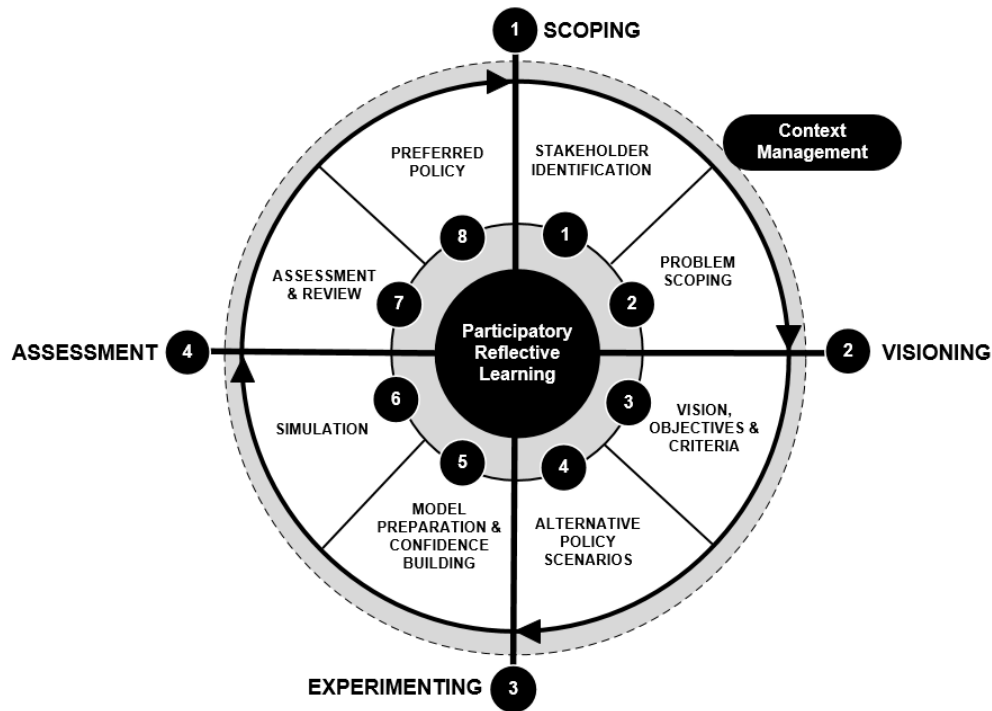 1 SCOPING
Context
Management
PREFERRED
POLICY
STAKEHOLDER
IDENTIFICATION
8
1
ASSESSMENT
& REVIEW
PROBLEM
SCOPING
7
2
Participatory
Reflective
Learning
ASSESSMENT 4
2 VISIONING
6
3
SIMULATION
VISION,
OBJECTIVES &
CRITERIA
5
4
MODEL
PREPARATION &
CONFIDENCE
BUILDING
ALTERNATIVE
POLICY
SCENARIOS
EXPERIMENTING 3